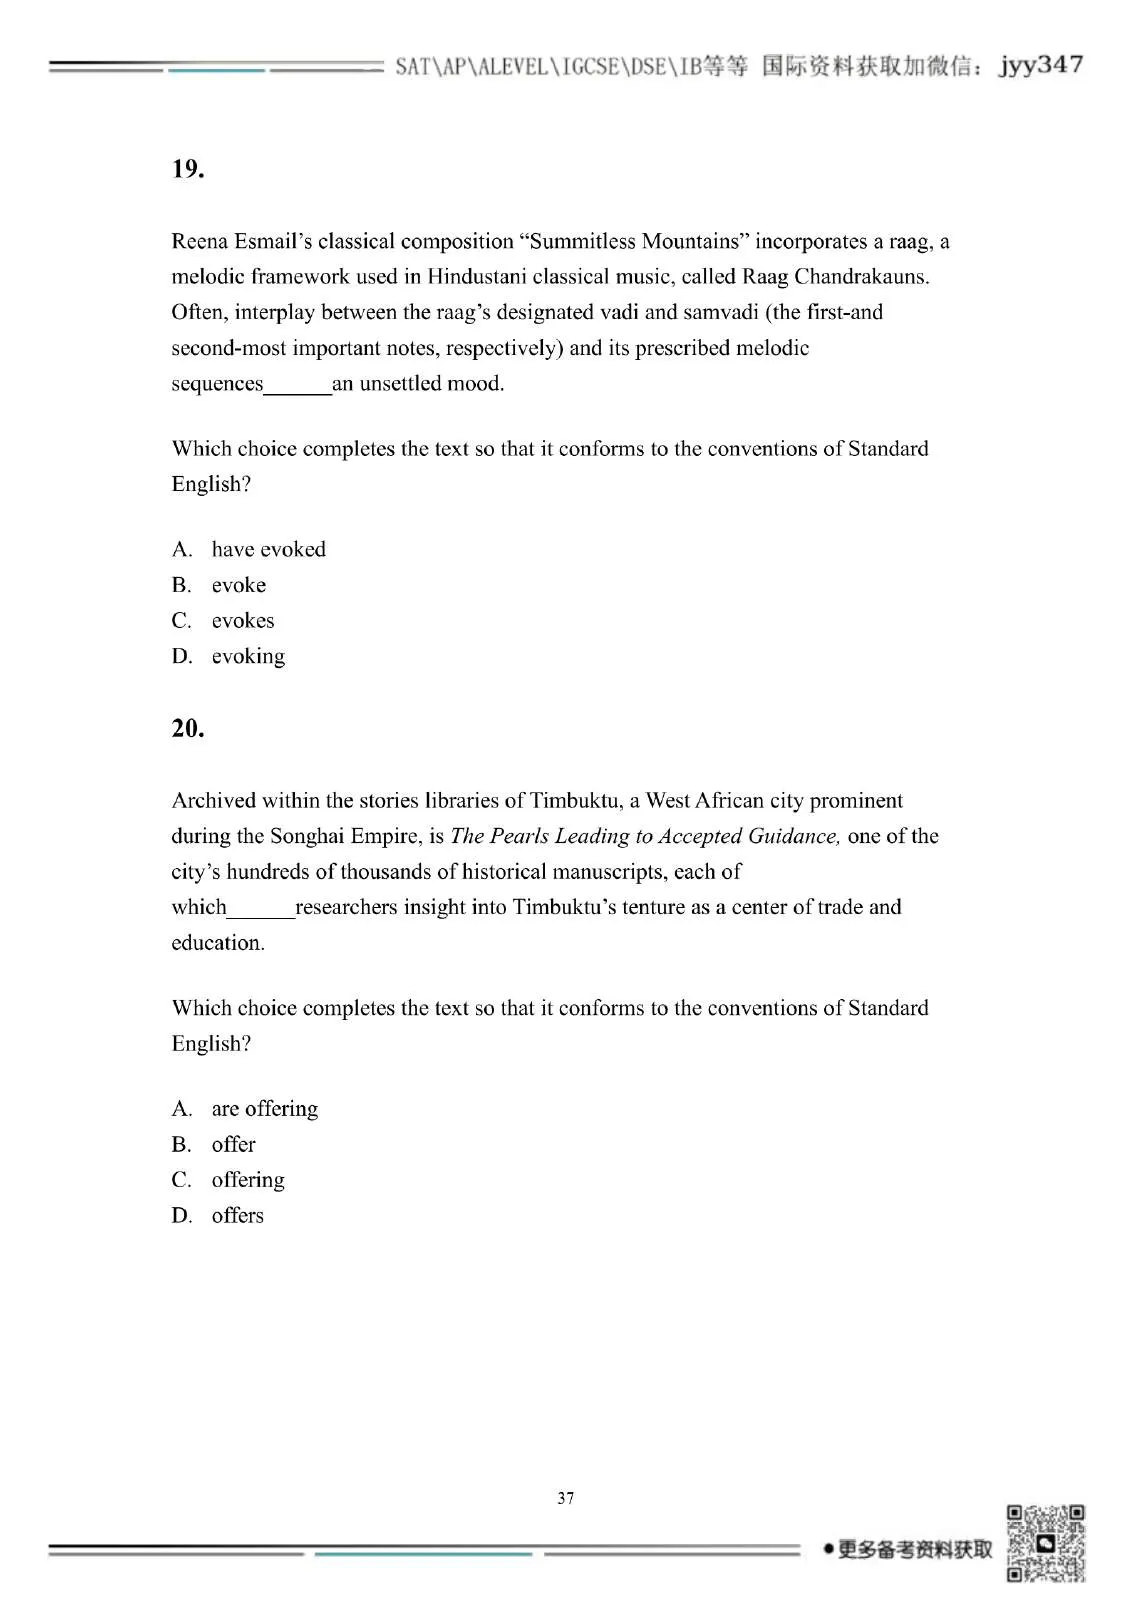 SAT\AP\ALEVEL\IGCSE\DSE\IB等等 国际资料获取加微信: jyy347
19.
Reena Esmail’s classical composition “Summitless Mountains” incorporates a raag, a
melodic framework used in Hindustani classical music, called Raag Chandrakauns.
Often, interplay between the raag’s designated vadi and samvadi (the first-and
second-most important notes, respectively) and its prescribed melodic
sequences______an unsettled mood.
Which choice completes the text so that it conforms to the conventions of Standard
English?
A. have evoked
B. evoke
C. evokes
D. evoking
20.
Archived within the stories libraries of Timbuktu, a West African city prominent
during the Songhai Empire, is The Pearls Leading to Accepted Guidance, one of the
city’s hundreds of thousands of historical manuscripts, each of
which______researchers insight into Timbuktu’s tenture as a center of trade and
education.
Which choice completes the text so that it conforms to the conventions of Standard
English?
A. are offering
B. offer
C. offering
D. offers
37
●更多备考资料获取